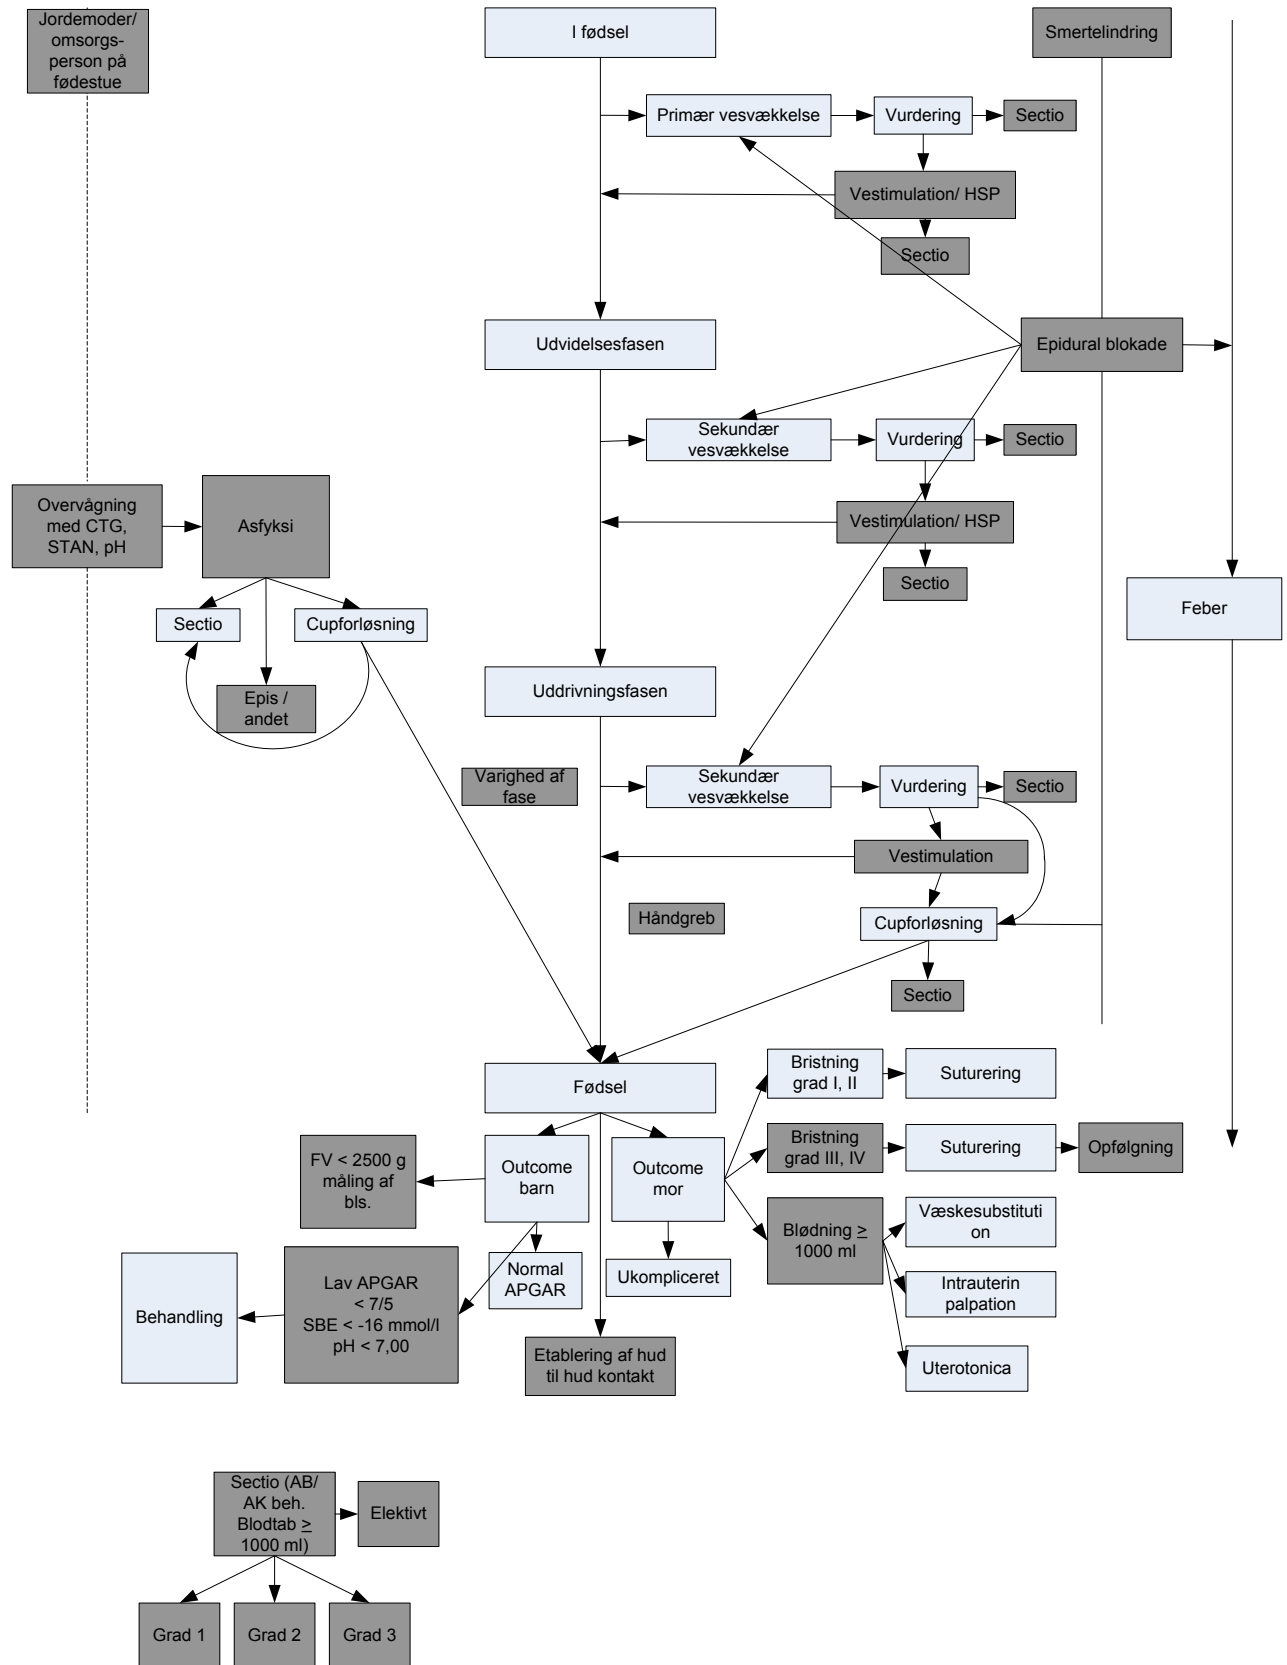 Jordemoder/
omsorgs-
person på
fødestue
I fødsel
Smertelindring
Primær vesvækkelse
Vurdering
Sectio
Vestimulation/ HSP
Sectio
Udvidelsesfasen
Epidural blokade
Sekundær
vesvækkelse
Vurdering
Sectio
Overvågning
med CTG,
STAN, pH
Asfyksi
Vestimulation/ HSP
Sectio
Feber
Sectio
Cupforløsning
Epis /
andet
Uddrivningsfasen
Varighed af
fase
Sekundær
vesvækkelse
Vurdering
Sectio
Vestimulation
Håndgreb
Cupforløsning
Sectio
Fødsel
Bristning
grad I, II
Suturering
FV < 2500 g
måling af
bls.
Outcome
barn
Outcome
mor
Bristning
grad III, IV
Suturering
Opfølgning
Blødning ≥
1000 ml
Væskesubstituti
on
Normal
APGAR
Ukompliceret
Intrauterin
palpation
Behandling
Lav APGAR
< 7/5
SBE < -16 mmol/l
pH < 7,00
Etablering af hud
til hud kontakt
Uterotonica
Sectio (AB/
AK beh.
Blodtab ≥
1000 ml)
Elektivt
Grad 1
Grad 2
Grad 3